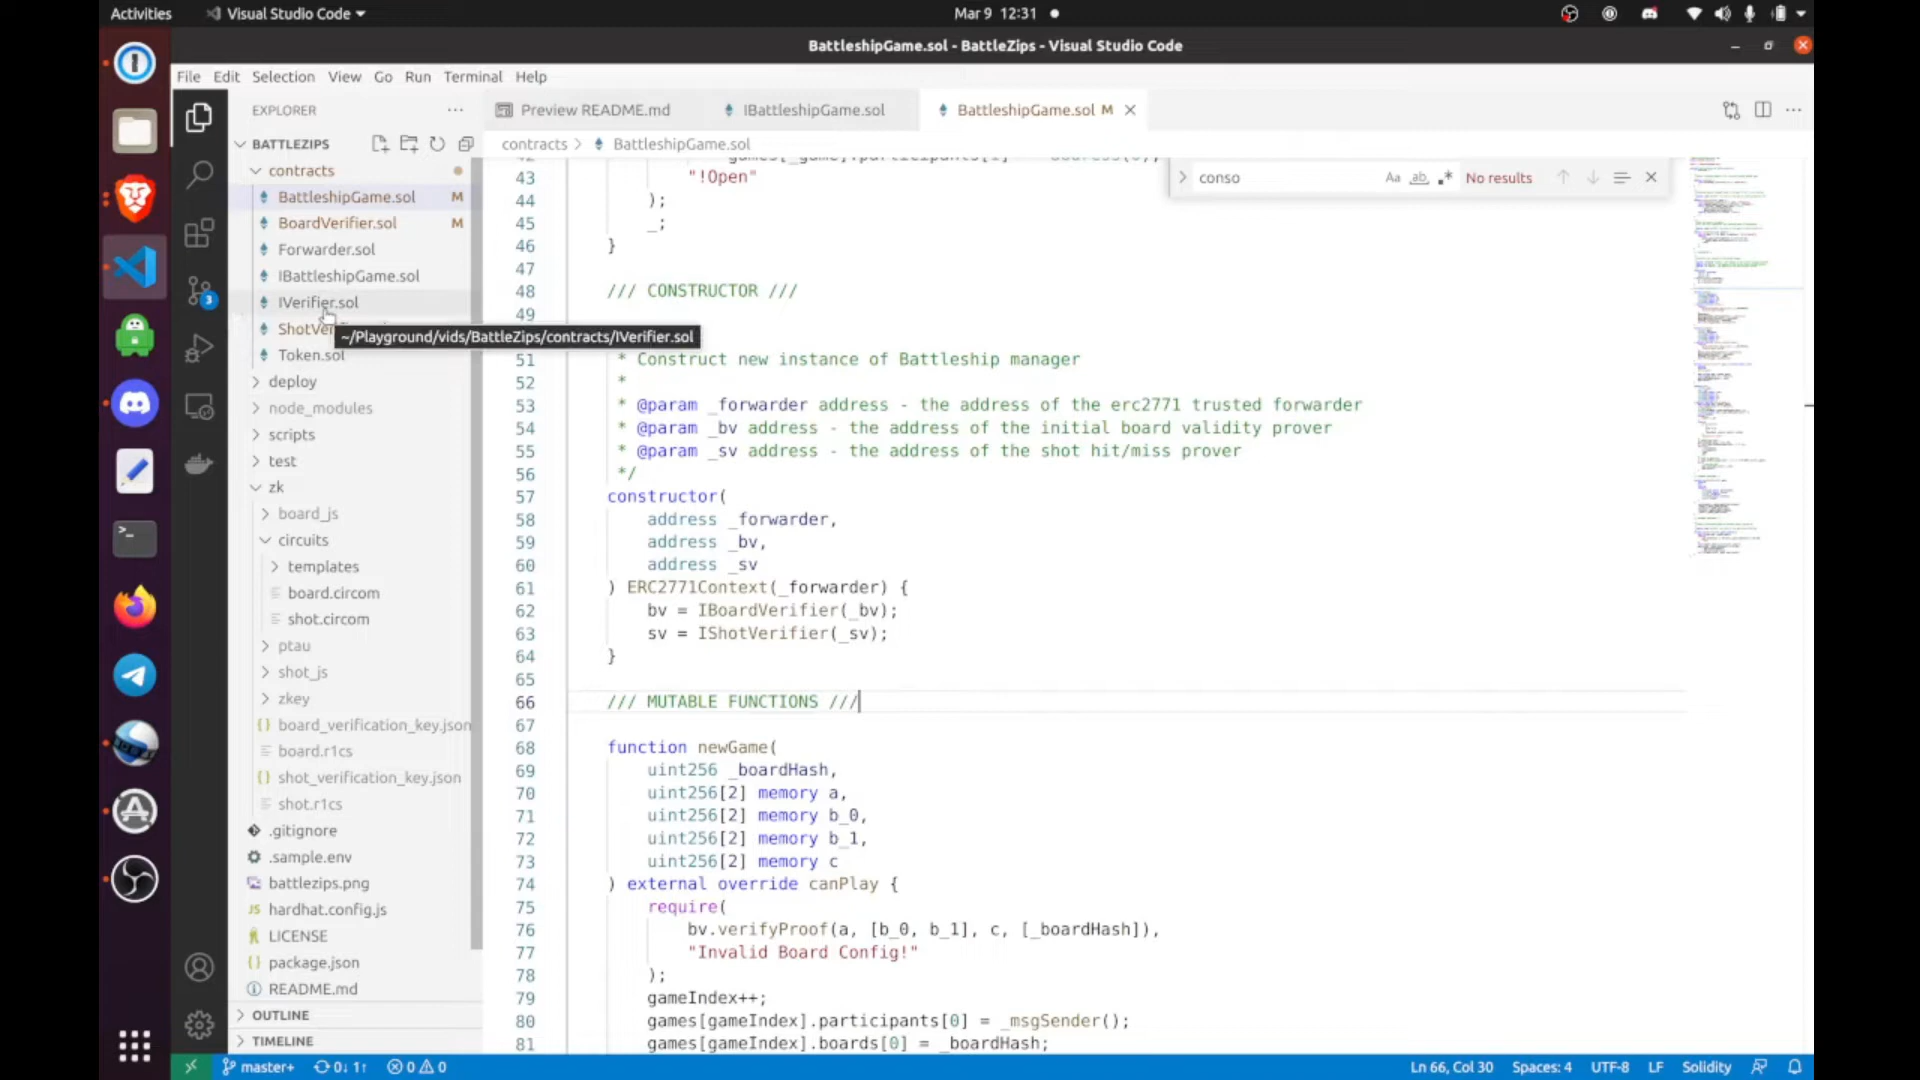 Activities
Visual Studio Code
Mar 9 12:31
BattleshipGame.sol - BattleZips - Visual Studio Code
File Edit Selection View Go Run Terminal Help
EXPLORER
Preview README.md
IBattleshipGame.sol
BattleshipGame.sol M
BATTLEZIPS
contracts > BattleshipGame.sol
contracts
BattleshipGame.sol M
BoardVerifier.sol M
Forwarder.sol
IBattleshipGame.sol
IVerifier.sol
~/Playground/vids/BattleZips/contracts/IVerifier.sol
Token.sol
deploy
node_modules
scripts
test
zk
board_js
circuits
templates
board.circom
shot.circom
ptau
shot_js
zkey
board_verification_key.json
board.r1cs
shot_verification_key.json
shot.r1cs
.gitignore
.sample.env
battlezips.png
JS hardhat.config.js
LICENSE
package.json
README.md
OUTLINE
TIMELINE
3
conso
Aa ab .*
No results
43 "!Open"
44 );
45 _;
46 }
47
48 /// CONSTRUCTOR ///
49
51 * Construct new instance of Battleship manager
52 *
53 * @param _forwarder address - the address of the erc2771 trusted forwarder
54 * @param _bv address - the address of the initial board validity prover
55 * @param _sv address - the address of the shot hit/miss prover
56 */
57 constructor(
58 address _forwarder,
59 address _bv,
60 address _sv
61 ) ERC2771Context(_forwarder) {
62 bv = IBoardVerifier(_bv);
63 sv = IShotVerifier(_sv);
64 }
65
66 /// MUTABLE FUNCTIONS ///
67
68 function newGame(
69 uint256 _boardHash,
70 uint256[2] memory a,
71 uint256[2] memory b_0,
72 uint256[2] memory b_1,
73 uint256[2] memory c
74 ) external override canPlay {
75 require(
76 bv.verifyProof(a, [b_0, b_1], c, [_boardHash]),
77 "Invalid Board Config!"
78 );
79 gameIndex++;
80 games[gameIndex].participants[0] = _msgSender();
81 games[gameIndex].boards[0] = _boardHash;
master+ 0↓ 1↑ 0 0
Ln 66, Col 30 Spaces: 4 UTF-8 LF Solidity